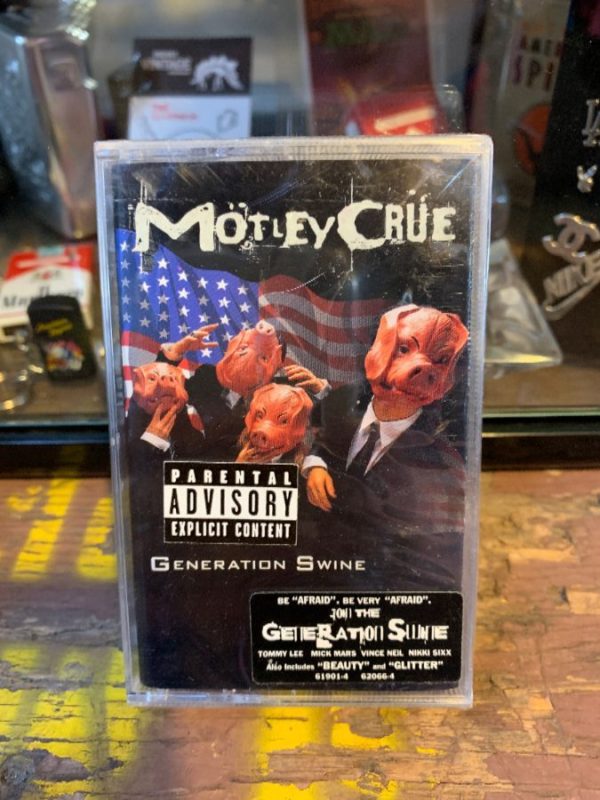 MÖTLEY CRÜE
PARENTAL
ADVISORY
EXPLICIT CONTENT
GENERATION SWINE
BE "AFRAID". BE VERY "AFRAID".
JOIN THE
GENERATION SWINE
TOMMY LEE MICK MARS VINCE NEIL NIKKI SIXX
Also Includes "BEAUTY" and "GLITTER"
61901-4 62066-4